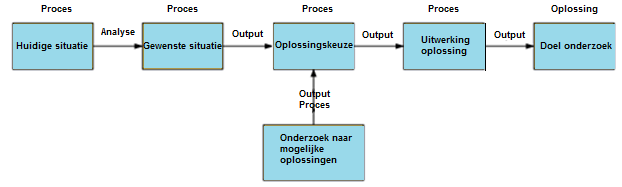 Proces Proces Proces Proces Oplossing
Huidige situatie Analyse Gewenste situatie Output Oplossingskeuze Output Uitwerking oplossing Output Doel onderzoek
Output
Proces
Onderzoek naar
mogelijke
oplossingen